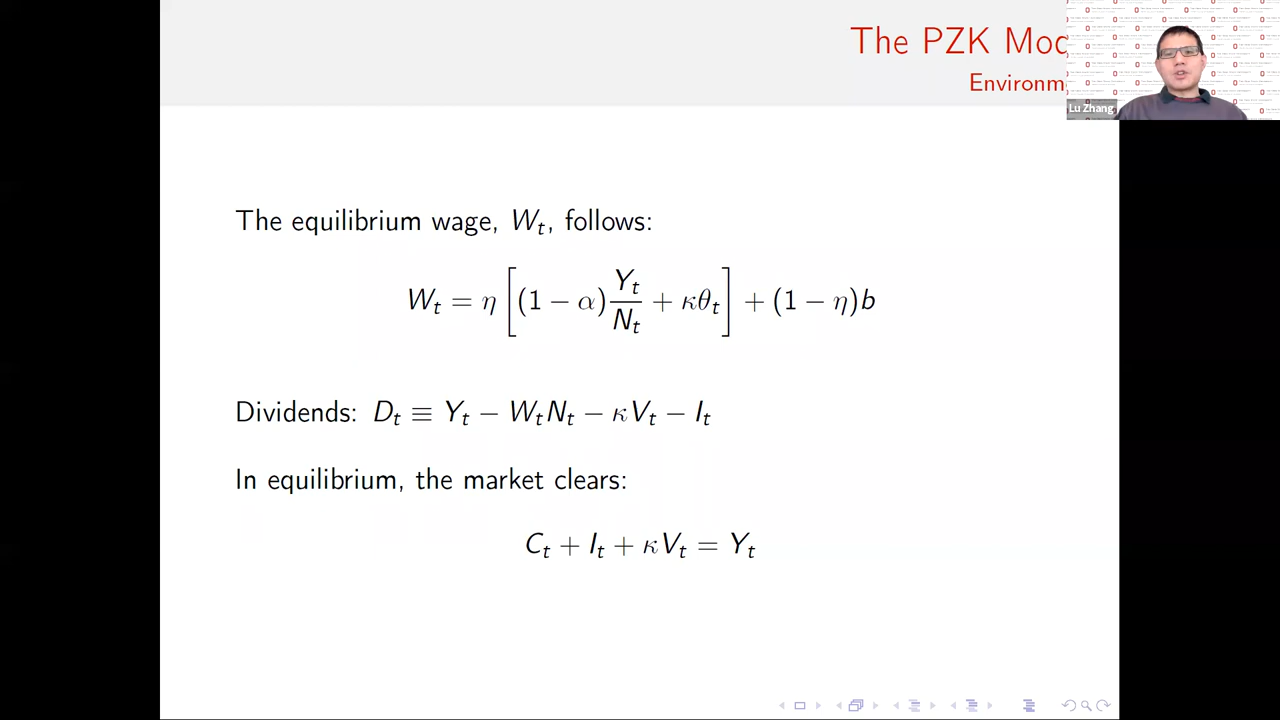 The PZK Mod
Environm
Lu Zhang
The equilibrium wage, W_t, follows:
W_t = η [(1 − α) Y_t/N_t + κθ_t] + (1 − η)b
Dividends: D_t ≡ Y_t − W_tN_t − κV_t − I_t
In equilibrium, the market clears:
C_t + I_t + κV_t = Y_t